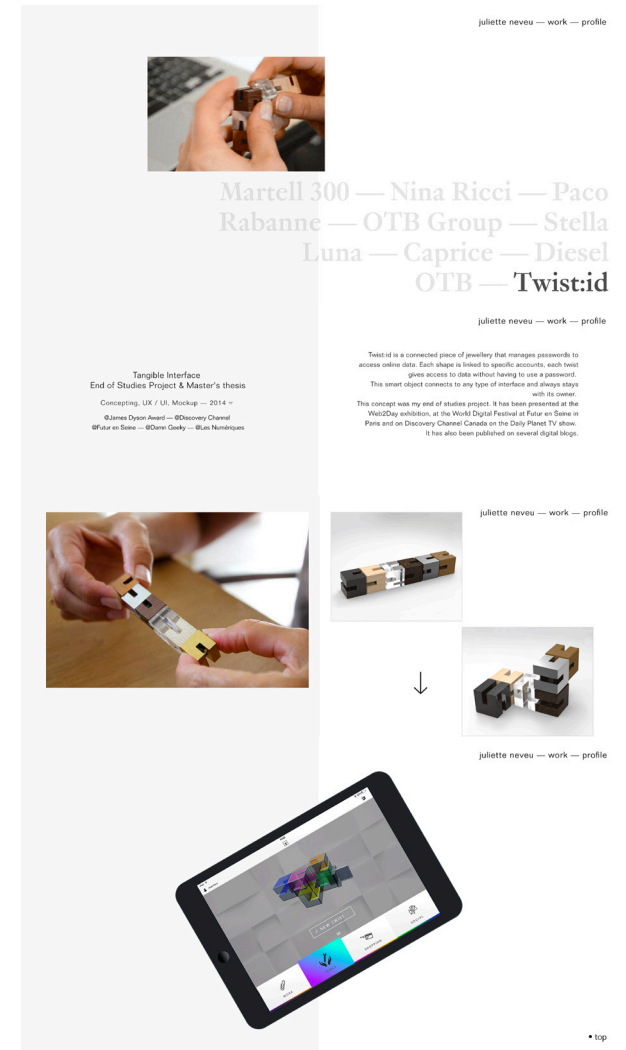 juliette neveu — work — profile
Martell 300 — Nina Ricci — Paco
Rabanne — OTB Group — Stella
Luna — Caprice — Diesel
OTB — Twist:id
juliette neveu — work — profile
Tangible Interface
End of Studies Project & Master's thesis
Concepting, UX / UI, Mockup — 2014
@James Dyson Award — @Discovery Channel
@Futur en Seine — @Damn Geeky — @Les Numériques
Twist:id is a connected piece of jewellery that manages passwords to
access online data. Each shape is linked to specific accounts, each twist
gives access to data without having to use a password.
This smart object connects to any type of interface and always stays
with its owner.
This concept was my end of studies project. It has been presented at the
Web2Day exhibition, at the World Digital Festival at Futur en Seine in
Paris and on Discovery Channel Canada on the Daily Planet TV show.
It has also been published on several digital blogs.
juliette neveu — work — profile
juliette neveu — work — profile
NEW TWIST
WORK
SHOPPING
SOCIAL
• top